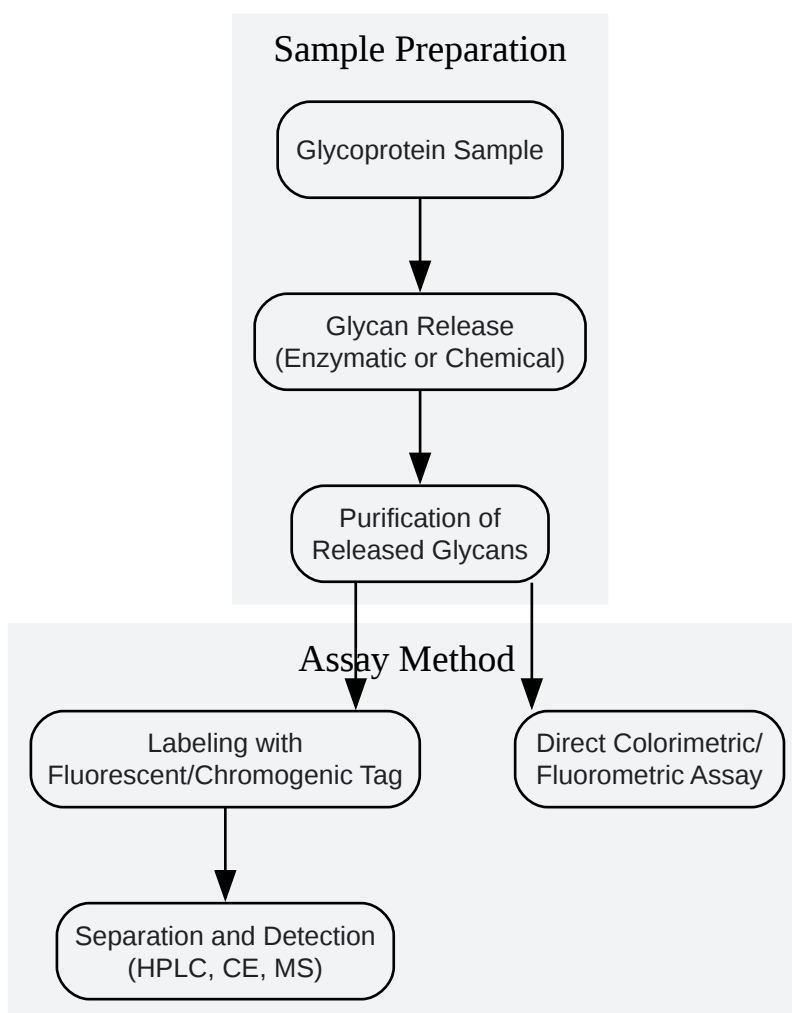 Sample Preparation
Glycoprotein Sample
Glycan Release
(Enzymatic or Chemical)
Purification of
Released Glycans
Assay Method
Labeling with
Fluorescent/Chromogenic Tag
Direct Colorimetric/
Fluorometric Assay
Separation and Detection
(HPLC, CE, MS)